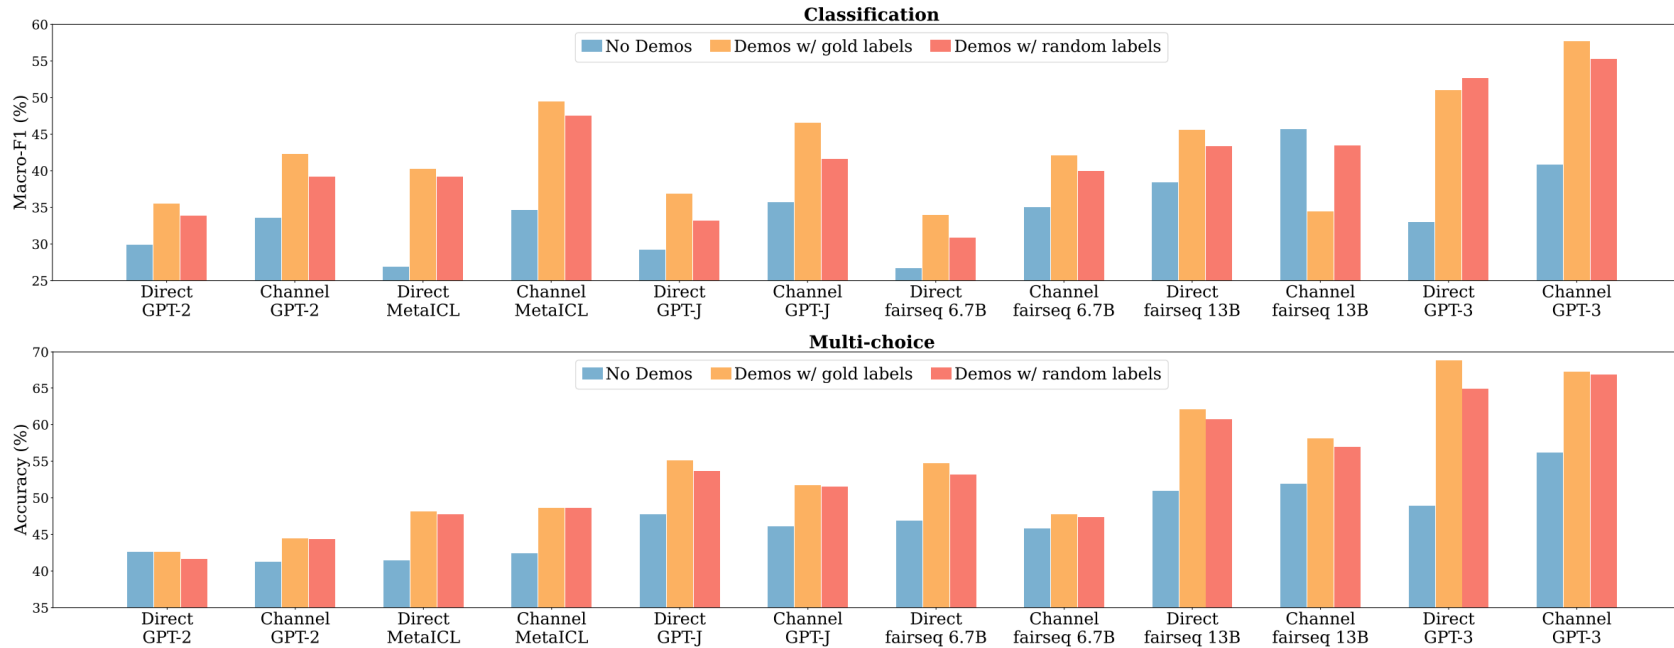 Classification
No Demos Demos w/ gold labels Demos w/ random labels
Macro-F1 (%)
60
55
50
45
40
35
30
25
Direct GPT-2
Channel GPT-2
Direct MetaICL
Channel MetaICL
Direct GPT-J
Channel GPT-J
Direct fairseq 6.7B
Channel fairseq 6.7B
Direct fairseq 13B
Channel fairseq 13B
Direct GPT-3
Channel GPT-3
Multi-choice
No Demos Demos w/ gold labels Demos w/ random labels
Accuracy (%)
70
65
60
55
50
45
40
35
Direct GPT-2
Channel GPT-2
Direct MetaICL
Channel MetaICL
Direct GPT-J
Channel GPT-J
Direct fairseq 6.7B
Channel fairseq 6.7B
Direct fairseq 13B
Channel fairseq 13B
Direct GPT-3
Channel GPT-3